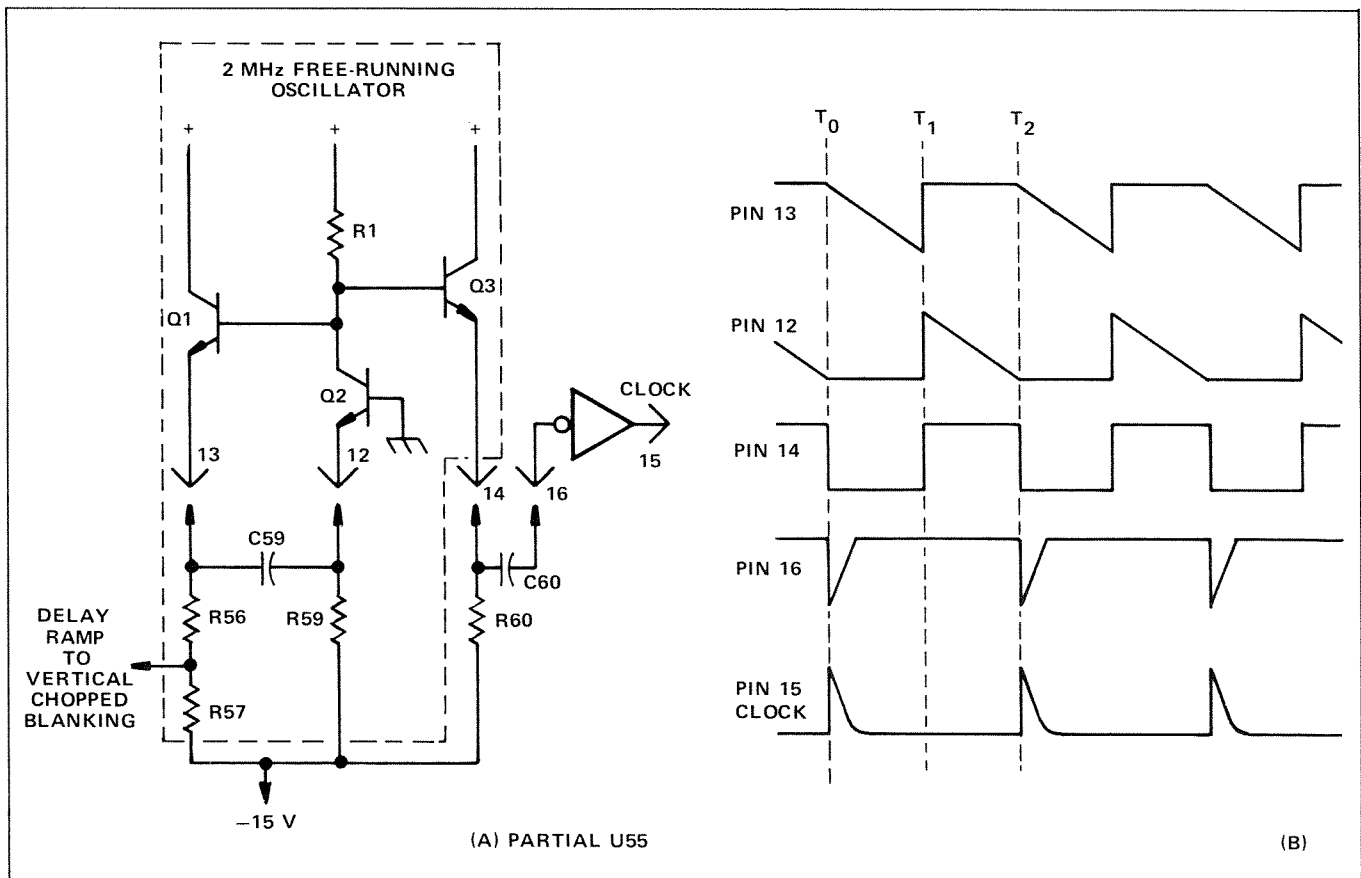 2 MHz FREE-RUNNING
OSCILLATOR
+ + +
R1
Q1
Q3
Q2
CLOCK
13
12
14
16
15
C59
C60
R56
R59
R60
DELAY
RAMP
TO
VERTICAL
CHOPPED
BLANKING
R57
−15 V
(A) PARTIAL U55
T0 T1 T2
PIN 13
PIN 12
PIN 14
PIN 16
PIN 15
CLOCK
(B)